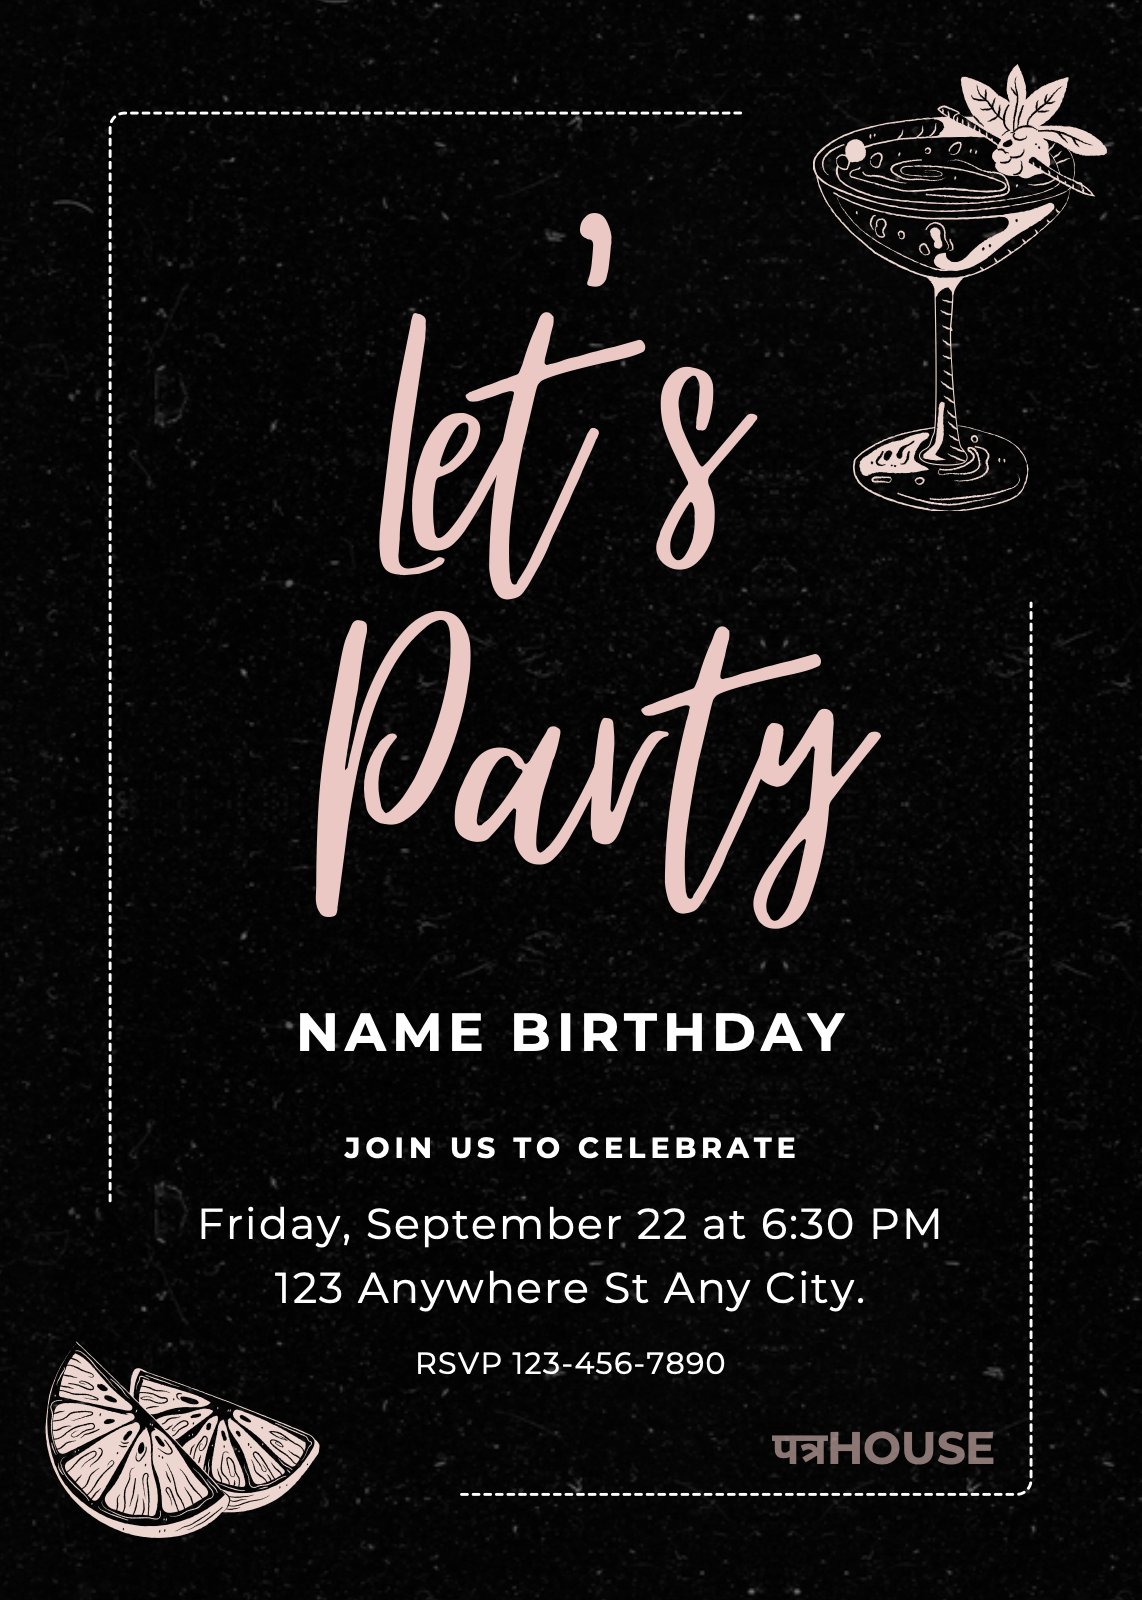 Let's
Party
NAME BIRTHDAY
JOIN US TO CELEBRATE
Friday, September 22 at 6:30 PM
123 Anywhere St Any City.
RSVP 123-456-7890
पत्रHOUSE